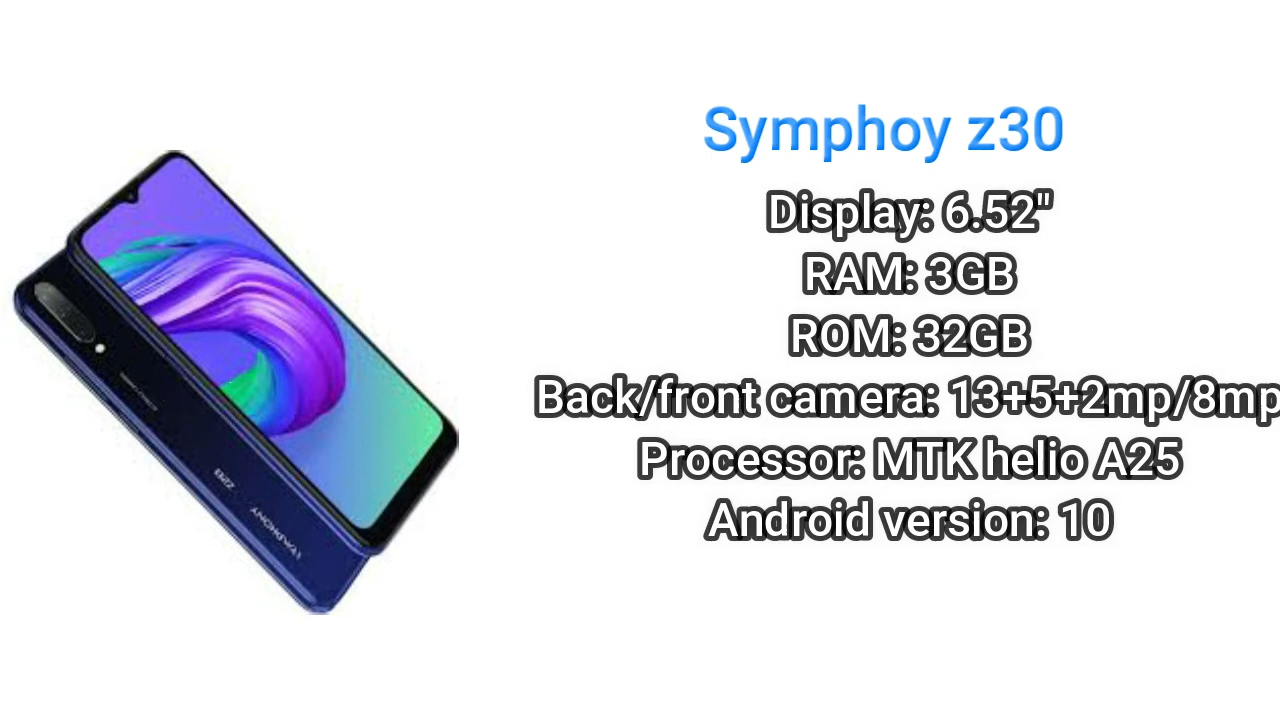 Symphoy z30
Display: 6.52"
RAM: 3GB
ROM: 32GB
Back/front camera: 13+5+2mp/8mp
Processor: MTK helio A25
Android version: 10